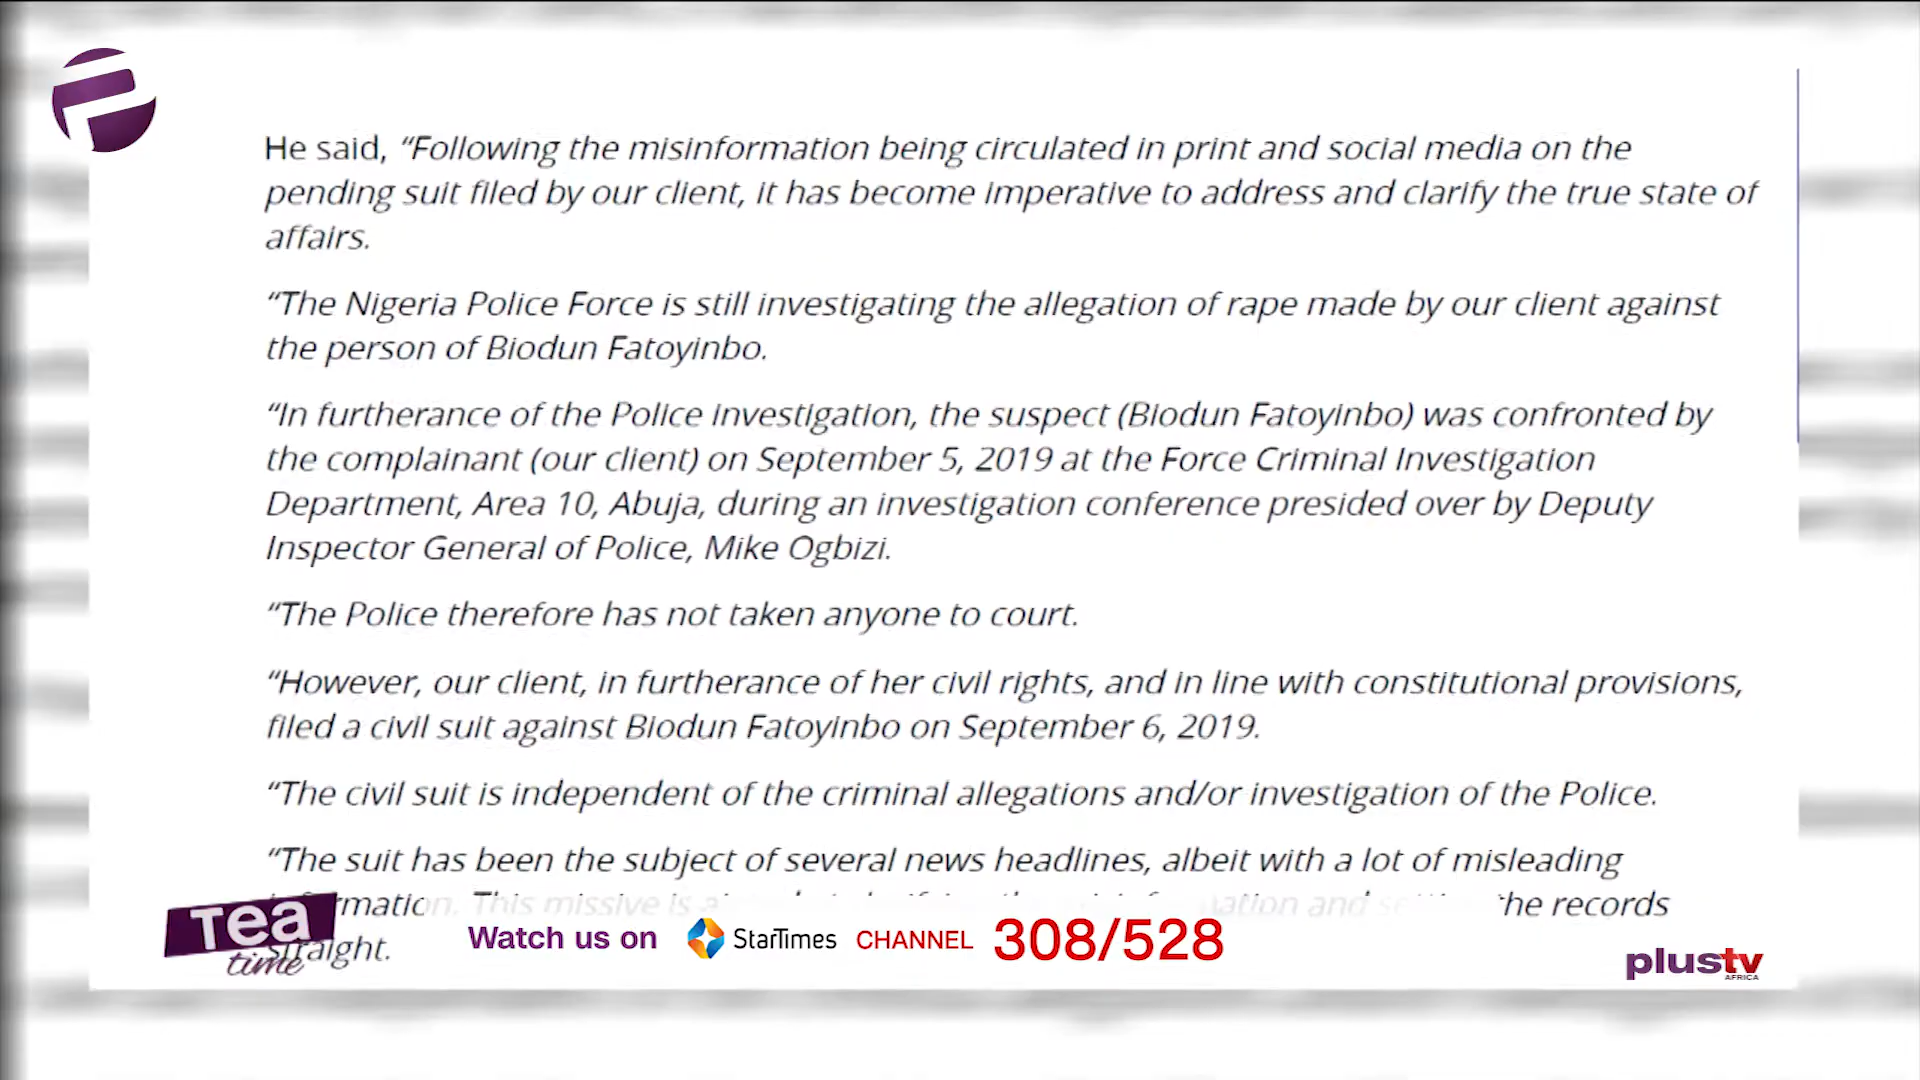 He said, “Following the misinformation being circulated in print and social media on the
pending suit filed by our client, it has become imperative to address and clarify the true state of
affairs.
“The Nigeria Police Force is still investigating the allegation of rape made by our client against
the person of Biodun Fatoyinbo.
“In furtherance of the Police investigation, the suspect (Biodun Fatoyinbo) was confronted by
the complainant (our client) on September 5, 2019 at the Force Criminal Investigation
Department, Area 10, Abuja, during an investigation conference presided over by Deputy
Inspector General of Police, Mike Ogbizi.
“The Police therefore has not taken anyone to court.
“However, our client, in furtherance of her civil rights, and in line with constitutional provisions,
filed a civil suit against Biodun Fatoyinbo on September 6, 2019.
“The civil suit is independent of the criminal allegations and/or investigation of the Police.
“The suit has been the subject of several news headlines, albeit with a lot of misleading
This missive is and the records
straight.
Tea
time
Watch us on StarTimes CHANNEL 308/528
plustv
AFRICA